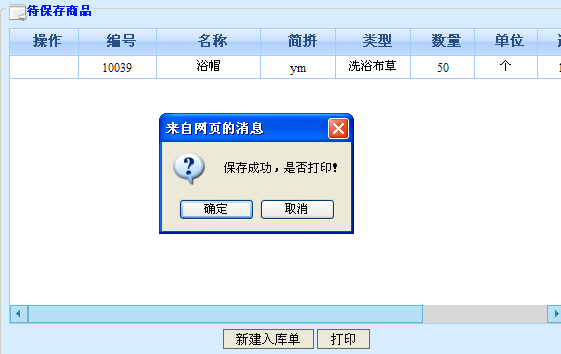 待保存商品
操作 编号 名称 简拼 类型 数量 单位
10039 浴帽 ym 洗浴布草 50 个
来自网页的消息
保存成功，是否打印！
确定 取消
新建入库单 打印